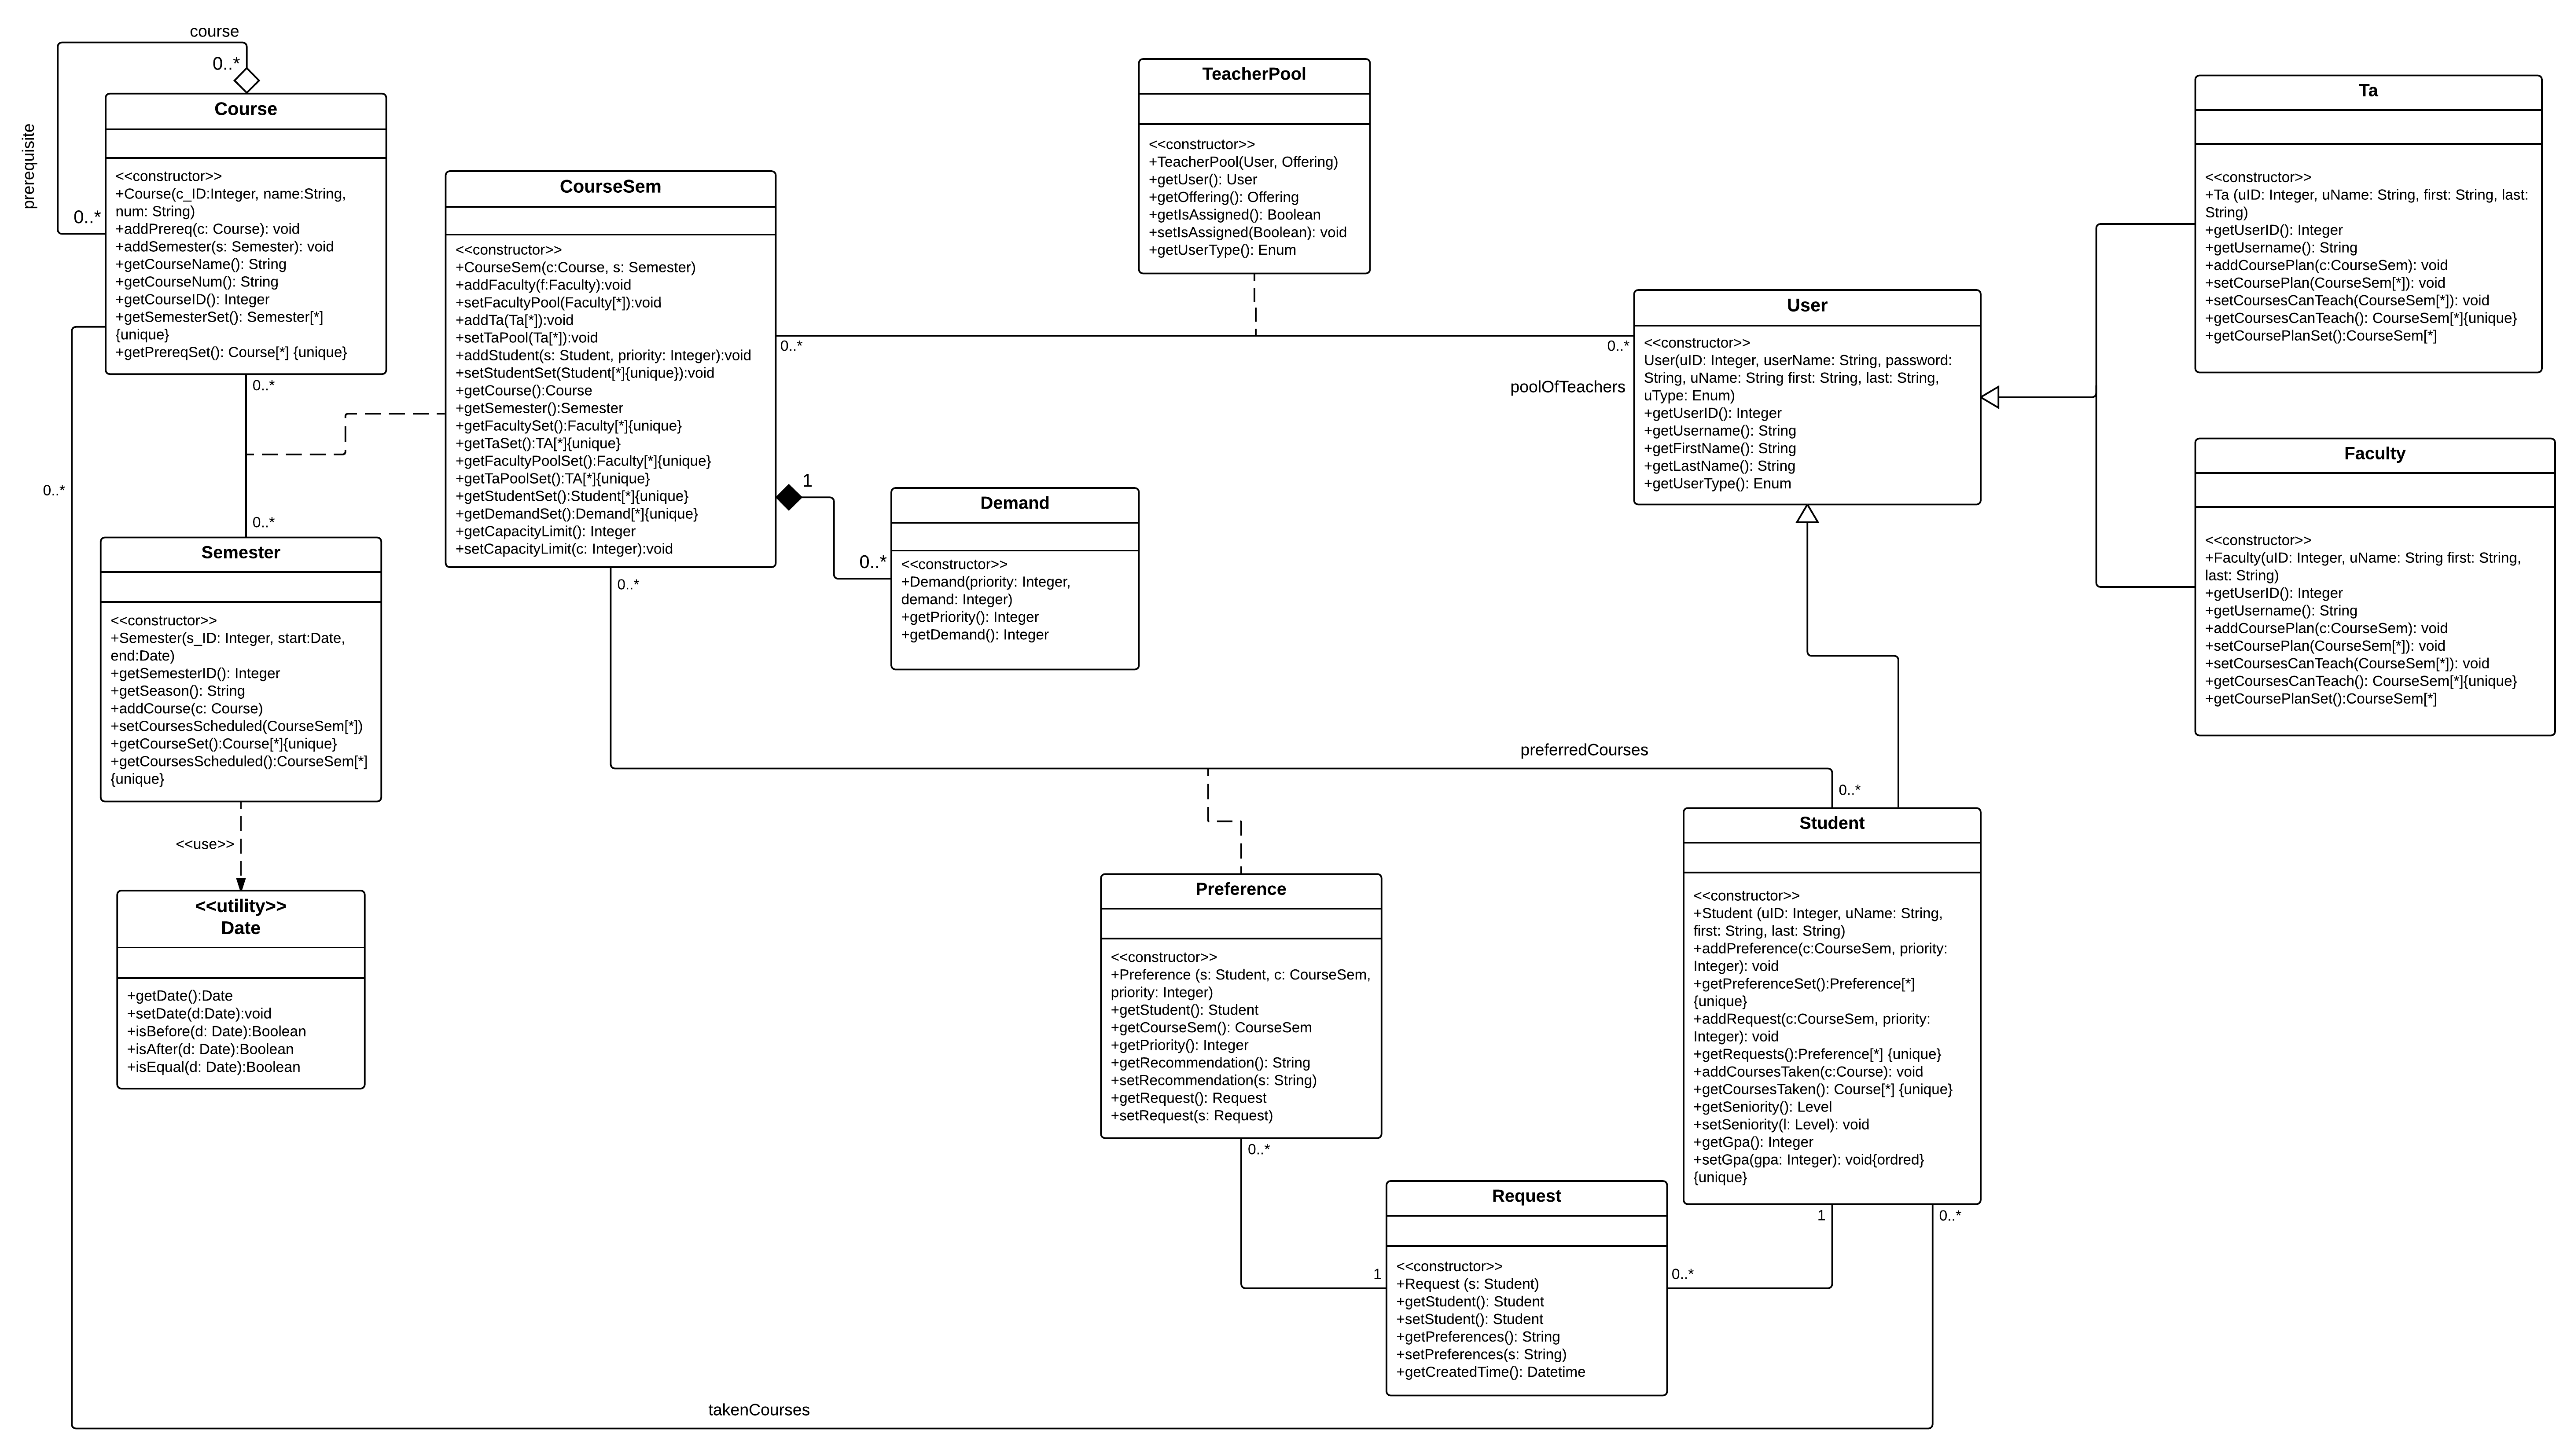 course
0..*
prerequisite
0..*
Course
<<constructor>>
+Course(c_ID:Integer, name:String,
num: String)
+addPrereq(c: Course): void
+addSemester(s: Semester): void
+getCourseName(): String
+getCourseNum(): String
+getCourseID(): Integer
+getSemesterSet(): Semester[*]
{unique}
+getPrereqSet(): Course[*] {unique}
0..*
0..*
0..*
Semester
<<constructor>>
+Semester(s_ID: Integer, start:Date,
end:Date)
+getSemesterID(): Integer
+getSeason(): String
+addCourse(c: Course)
+setCoursesScheduled(CourseSem[*])
+getCourseSet():Course[*]{unique}
+getCoursesScheduled():CourseSem[*]
{unique}
<<use>>
<<utility>>
Date
+getDate():Date
+setDate(d:Date):void
+isBefore(d: Date):Boolean
+isAfter(d: Date):Boolean
+isEqual(d: Date):Boolean
CourseSem
<<constructor>>
+CourseSem(c:Course, s: Semester)
+addFaculty(f:Faculty):void
+setFacultyPool(Faculty[*]):void
+addTa(Ta[*]):void
+setTaPool(Ta[*]):void
+addStudent(s: Student, priority: Integer):void
+setStudentSet(Student[*]{unique}):void
+getCourse():Course
+getSemester():Semester
+getFacultySet():Faculty[*]{unique}
+getTaSet():TA[*]{unique}
+getFacultyPoolSet():Faculty[*]{unique}
+getTaPoolSet():TA[*]{unique}
+getStudentSet():Student[*]{unique}
+getDemandSet():Demand[*]{unique}
+getCapacityLimit(): Integer
+setCapacityLimit(c: Integer):void
0..*
0..*
1
0..*
Demand
<<constructor>>
+Demand(priority: Integer,
demand: Integer)
+getPriority(): Integer
+getDemand(): Integer
TeacherPool
<<constructor>>
+TeacherPool(User, Offering)
+getUser(): User
+getOffering(): Offering
+getIsAssigned(): Boolean
+setIsAssigned(Boolean): void
+getUserType(): Enum
0..*
poolOfTeachers
User
<<constructor>>
User(uID: Integer, userName: String, password:
String, uName: String first: String, last: String,
uType: Enum)
+getUserID(): Integer
+getUsername(): String
+getFirstName(): String
+getLastName(): String
+getUserType(): Enum
Ta
<<constructor>>
+Ta (uID: Integer, uName: String, first: String, last:
String)
+getUserID(): Integer
+getUsername(): String
+addCoursePlan(c:CourseSem): void
+setCoursePlan(CourseSem[*]): void
+setCoursesCanTeach(CourseSem[*]): void
+getCoursesCanTeach(): CourseSem[*]{unique}
+getCoursePlanSet():CourseSem[*]
Faculty
<<constructor>>
+Faculty(uID: Integer, uName: String first: String,
last: String)
+getUserID(): Integer
+getUsername(): String
+addCoursePlan(c:CourseSem): void
+setCoursePlan(CourseSem[*]): void
+setCoursesCanTeach(CourseSem[*]): void
+getCoursesCanTeach(): CourseSem[*]{unique}
+getCoursePlanSet():CourseSem[*]
preferredCourses
0..*
Student
<<constructor>>
+Student (uID: Integer, uName: String,
first: String, last: String)
+addPreference(c:CourseSem, priority:
Integer): void
+getPreferenceSet():Preference[*]
{unique}
+addRequest(c:CourseSem, priority:
Integer): void
+getRequests():Preference[*] {unique}
+addCoursesTaken(c:Course): void
+getCoursesTaken(): Course[*] {unique}
+getSeniority(): Level
+setSeniority(l: Level): void
+getGpa(): Integer
+setGpa(gpa: Integer): void{ordred}
{unique}
1
0..*
Preference
<<constructor>>
+Preference (s: Student, c: CourseSem,
priority: Integer)
+getStudent(): Student
+getCourseSem(): CourseSem
+getPriority(): Integer
+getRecommendation(): String
+setRecommendation(s: String)
+getRequest(): Request
+setRequest(s: Request)
0..*
1
0..*
Request
<<constructor>>
+Request (s: Student)
+getStudent(): Student
+setStudent(): Student
+getPreferences(): String
+setPreferences(s: String)
+getCreatedTime(): Datetime
takenCourses